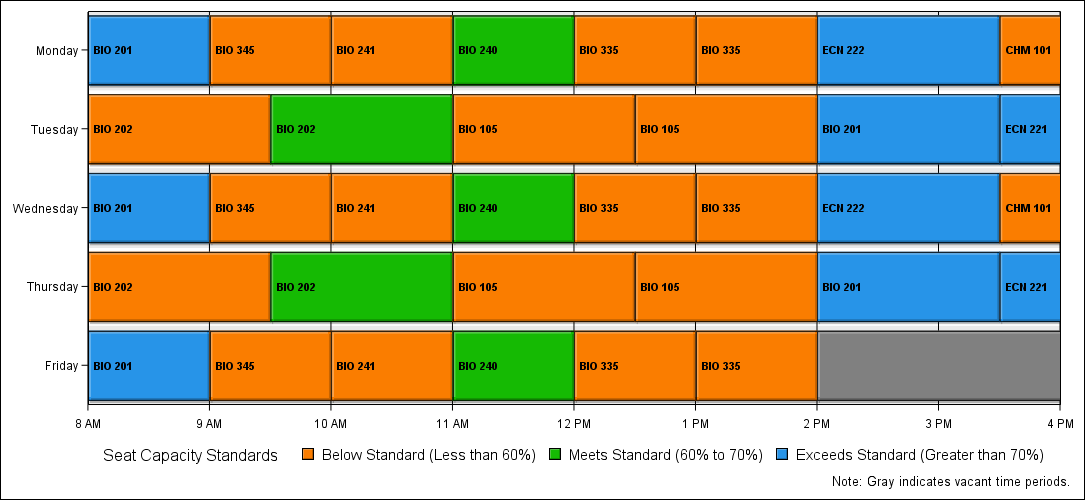 Monday BIO 201 BIO 345 BIO 241 BIO 240 BIO 335 BIO 335 ECN 222 CHM 101
Tuesday BIO 202 BIO 202 BIO 105 BIO 105 BIO 201 ECN 221
Wednesday BIO 201 BIO 345 BIO 241 BIO 240 BIO 335 BIO 335 ECN 222 CHM 101
Thursday BIO 202 BIO 202 BIO 105 BIO 105 BIO 201 ECN 221
Friday BIO 201 BIO 345 BIO 241 BIO 240 BIO 335 BIO 335
8 AM 9 AM 10 AM 11 AM 12 PM 1 PM 2 PM 3 PM 4 PM
Seat Capacity Standards Below Standard (Less than 60%) Meets Standard (60% to 70%) Exceeds Standard (Greater than 70%)
Note: Gray indicates vacant time periods.